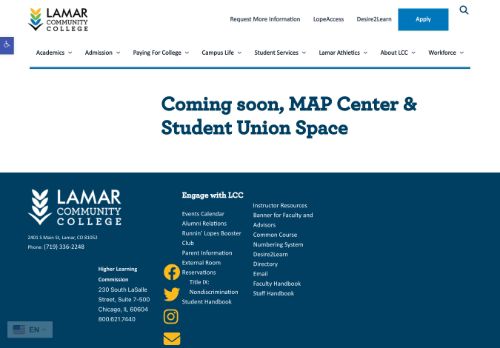 LAMAR
COMMUNITY
COLLEGE
Request More Information LopeAccess Desire2Learn Apply
Academics Admission Paying For College Campus Life Student Services Lamar Athletics About LCC Workforce
Coming soon, MAP Center &
Student Union Space
LAMAR
COMMUNITY
COLLEGE
2401 S Main St, Lamar, CO 81052
Phone: (719) 336-2248
Higher Learning
Commission
230 South LaSalle
Street, Suite 7-500
Chicago, IL 60604
800.621.7440
Engage with LCC
Events Calendar
Alumni Relations
Runnin' Lopes Booster
Club
Parent Information
External Room
Reservations
Title IX:
Nondiscrimination
Student Handbook
Instructor Resources
Banner for Faculty and
Advisors
Common Course
Numbering System
Desire2Learn
Directory
Email
Faculty Handbook
Staff Handbook
EN